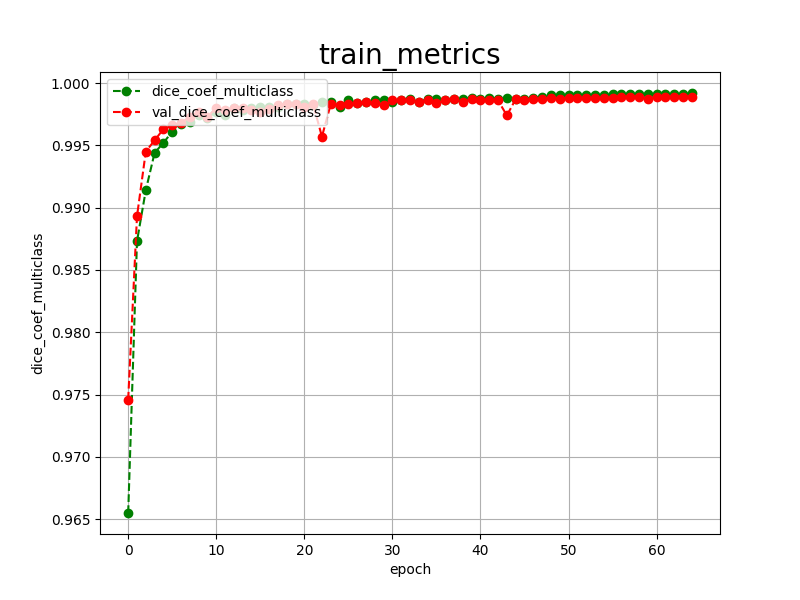 train_metrics
dice_coef_multiclass
val_dice_coef_multiclass
dice_coef_multiclass
1.000
0.995
0.990
0.985
0.980
0.975
0.970
0.965
0 10 20 30 40 50 60
epoch